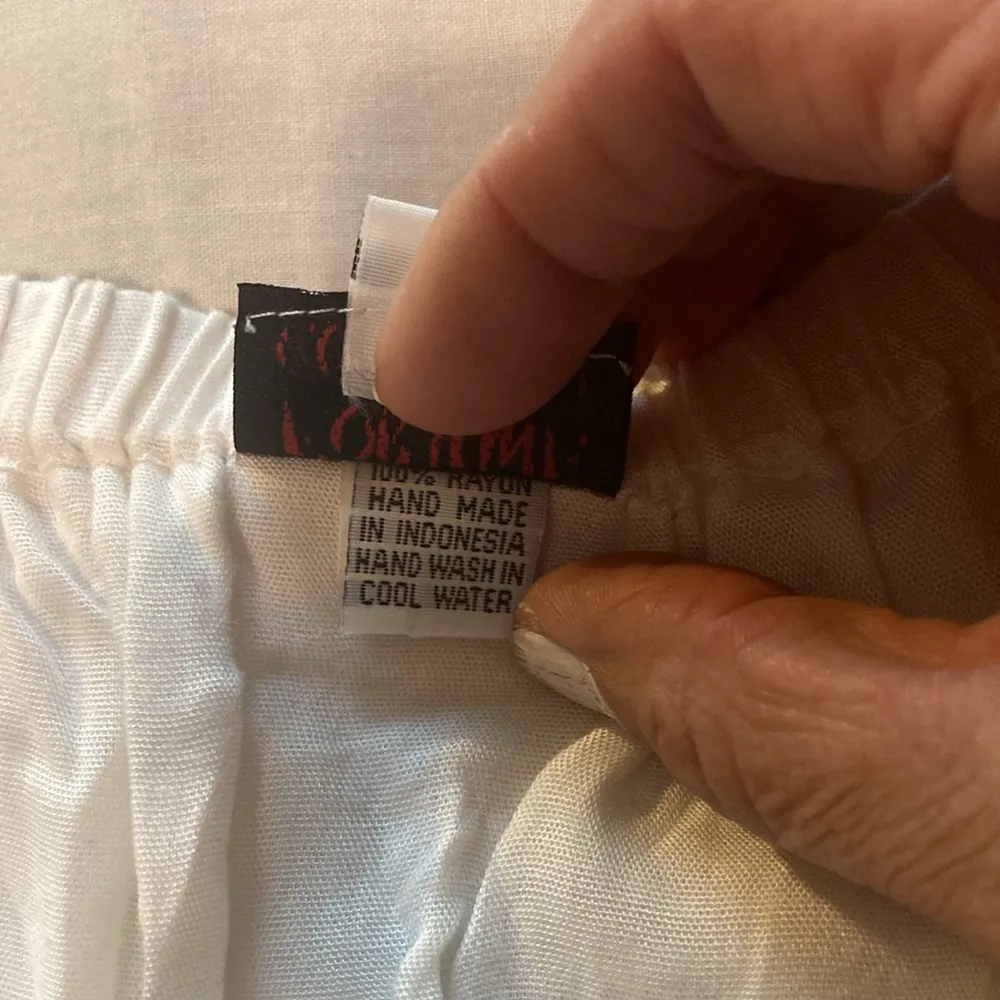 100% RAYON
HAND MADE
IN INDONESIA
HAND WASH IN
COOL WATER